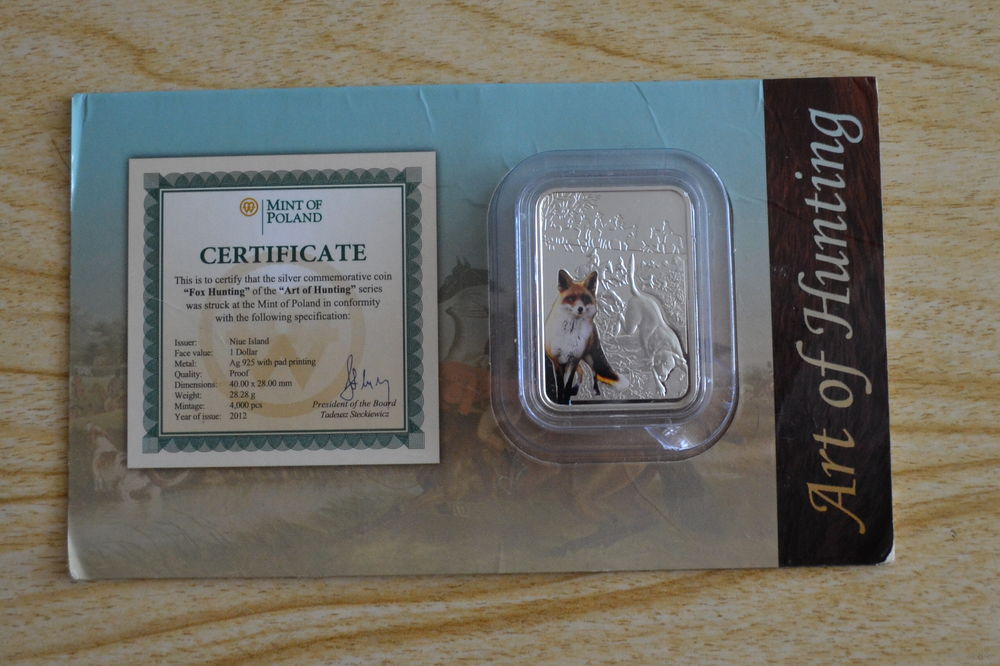 MINT OF
POLAND
CERTIFICATE
This is to certify that the silver commemorative coin
"Fox Hunting" of the "Art of Hunting" series
was struck at the Mint of Poland in conformity
with the following specification:
Issuer: Niue Island
Face value: 1 Dollar
Metal: Ag 925 with pad printing
Quality: Proof
Dimensions: 40.00 x 28.00 mm
Weight: 28.28 g
Mintage: 4,000 pcs
Year of issue: 2012
President of the Board
Tadeusz Steckiewicz
Art of Hunting